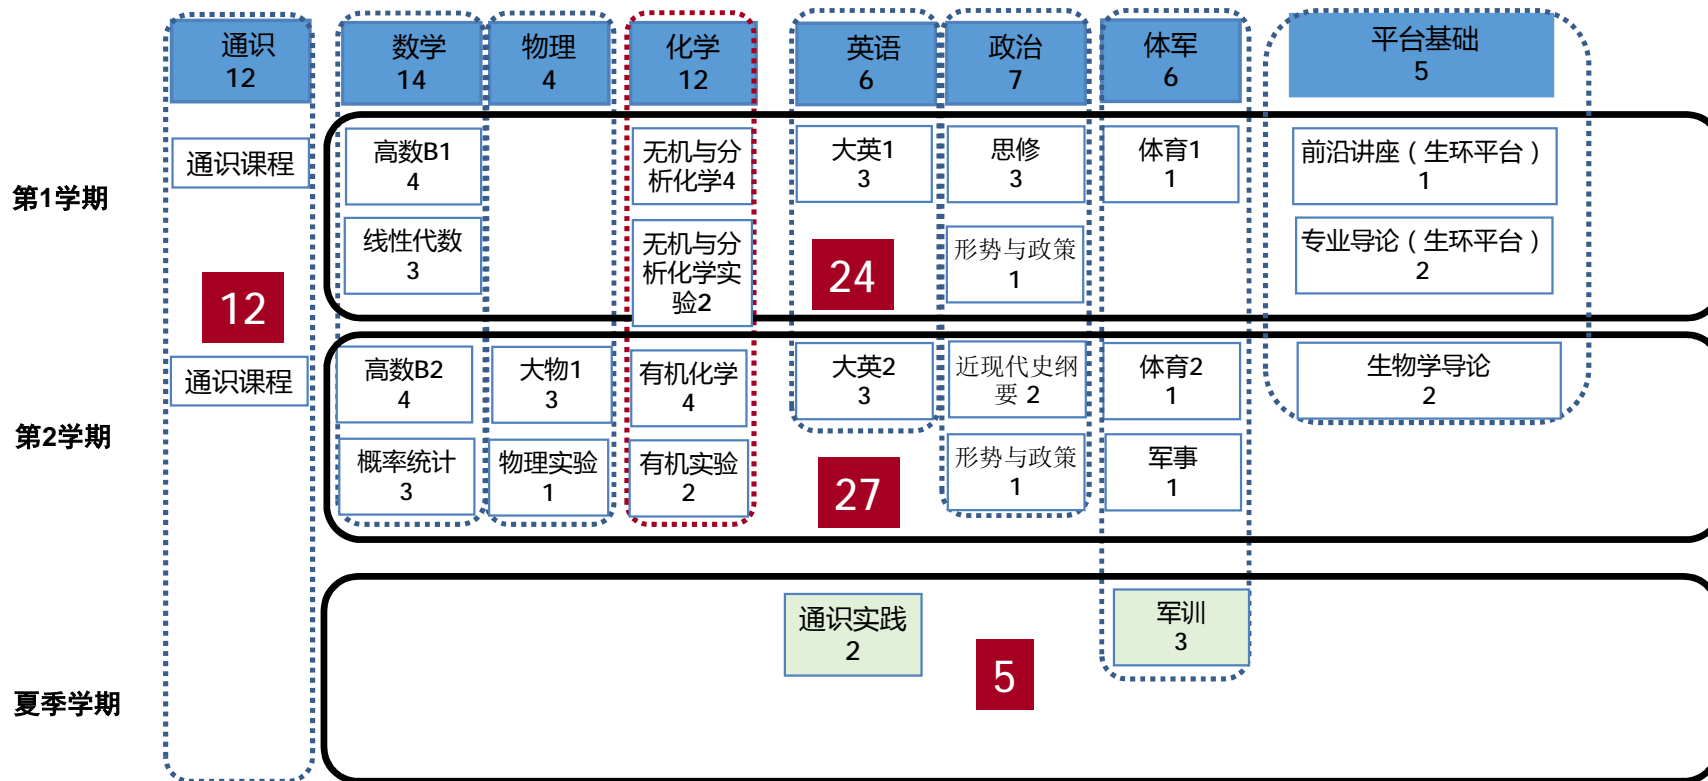 通识
12
数学
14
物理
4
化学
12
英语
6
政治
7
体军
6
平台基础
5
第1学期
通识课程
高数B1
4
无机与分
析化学4
大英1
3
思修
3
体育1
1
前沿讲座（生环平台）
1
线性代数
3
无机与分
析化学实
验2
24
形势与政策
1
专业导论（生环平台）
2
12
第2学期
通识课程
高数B2
4
大物1
3
有机化学
4
大英2
3
近现代史纲
要 2
体育2
1
生物学导论
2
概率统计
3
物理实验
1
有机实验
2
27
形势与政策
1
军事
1
夏季学期
通识实践
2
5
军训
3